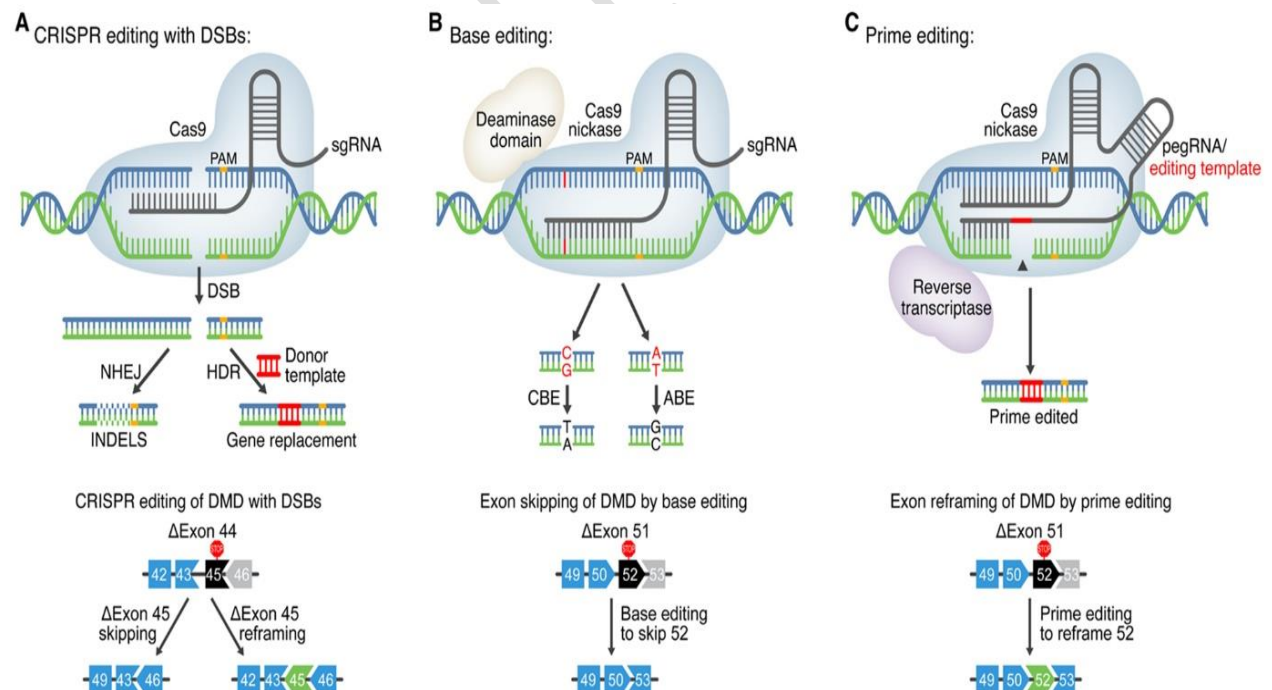 A CRISPR editing with DSBs:
Cas9
PAM
sgRNA
DSB
NHEJ
HDR
Donor
template
INDELS
Gene replacement
CRISPR editing of DMD with DSBs
ΔExon 44
STOP
42 43 45 46
ΔExon 45
skipping
ΔExon 45
reframing
49 43 46
42 43 45 46
B Base editing:
Deaminase
domain
Cas9
nickase
PAM
sgRNA
C
G
A
T
CBE
ABE
T
A
G
C
Exon skipping of DMD by base editing
ΔExon 51
STOP
49 50 52 53
Base editing
to skip 52
49 50 53
C Prime editing:
Cas9
nickase
PAM
pegRNA/
editing template
Reverse
transcriptase
Prime edited
Exon reframing of DMD by prime editing
ΔExon 51
STOP
49 50 52 53
Prime editing
to reframe 52
49 50 52 53